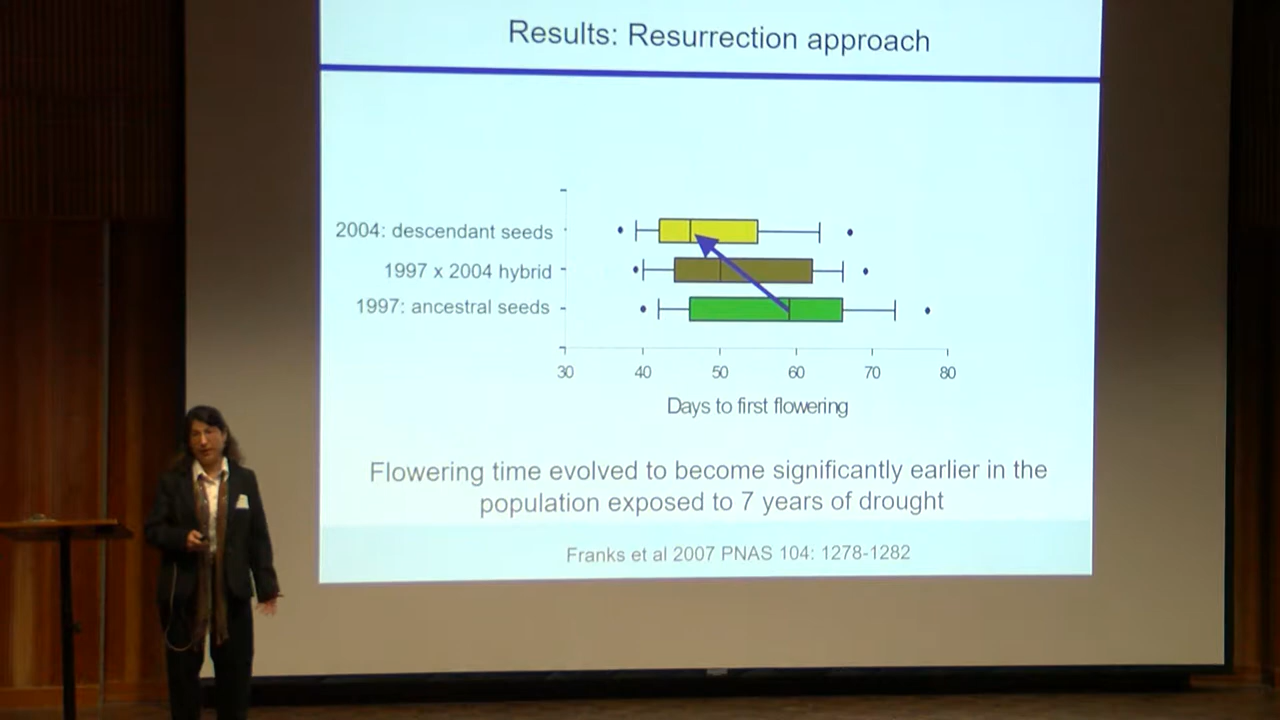 Results: Resurrection approach
2004: descendant seeds
1997 x 2004 hybrid
1997: ancestral seeds
30 40 50 60 70 80
Days to first flowering
Flowering time evolved to become significantly earlier in the
population exposed to 7 years of drought
Franks et al 2007 PNAS 104: 1278-1282